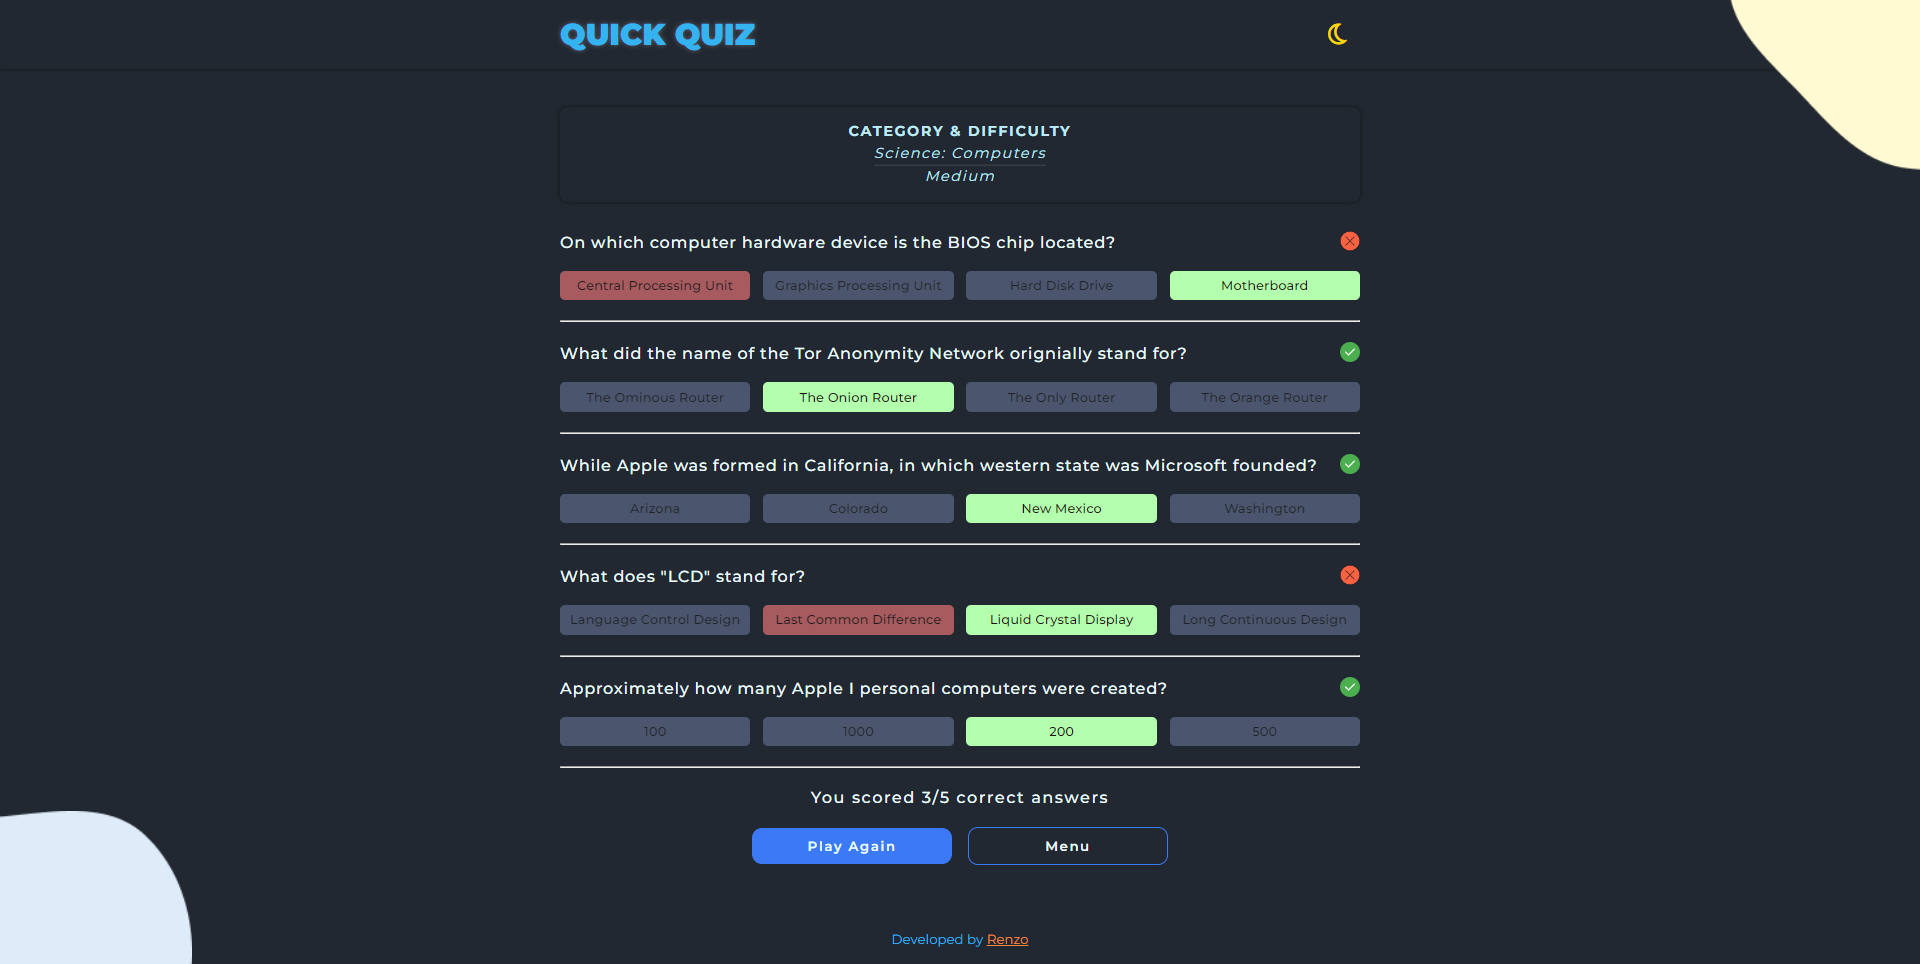 QUICK QUIZ
CATEGORY & DIFFICULTY
Science: Computers
Medium
On which computer hardware device is the BIOS chip located?
Central Processing Unit Graphics Processing Unit Hard Disk Drive Motherboard
What did the name of the Tor Anonymity Network orignially stand for?
The Ominous Router The Onion Router The Only Router The Orange Router
While Apple was formed in California, in which western state was Microsoft founded?
Arizona Colorado New Mexico Washington
What does "LCD" stand for?
Language Control Design Last Common Difference Liquid Crystal Display Long Continuous Design
Approximately how many Apple I personal computers were created?
100 1000 200 500
You scored 3/5 correct answers
Play Again Menu
Developed by Renzo